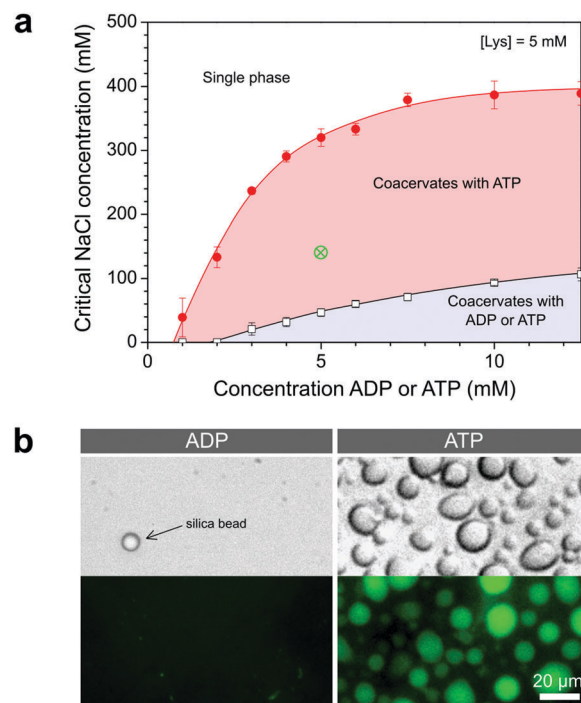 a
500
400
300
200
100
0
Critical NaCl concentration (mM)
[Lys] = 5 mM
Single phase
Coacervates with ATP
Coacervates with
ADP or ATP
0
5
10
Concentration ADP or ATP (mM)
b
ADP
ATP
silica bead
20 µm